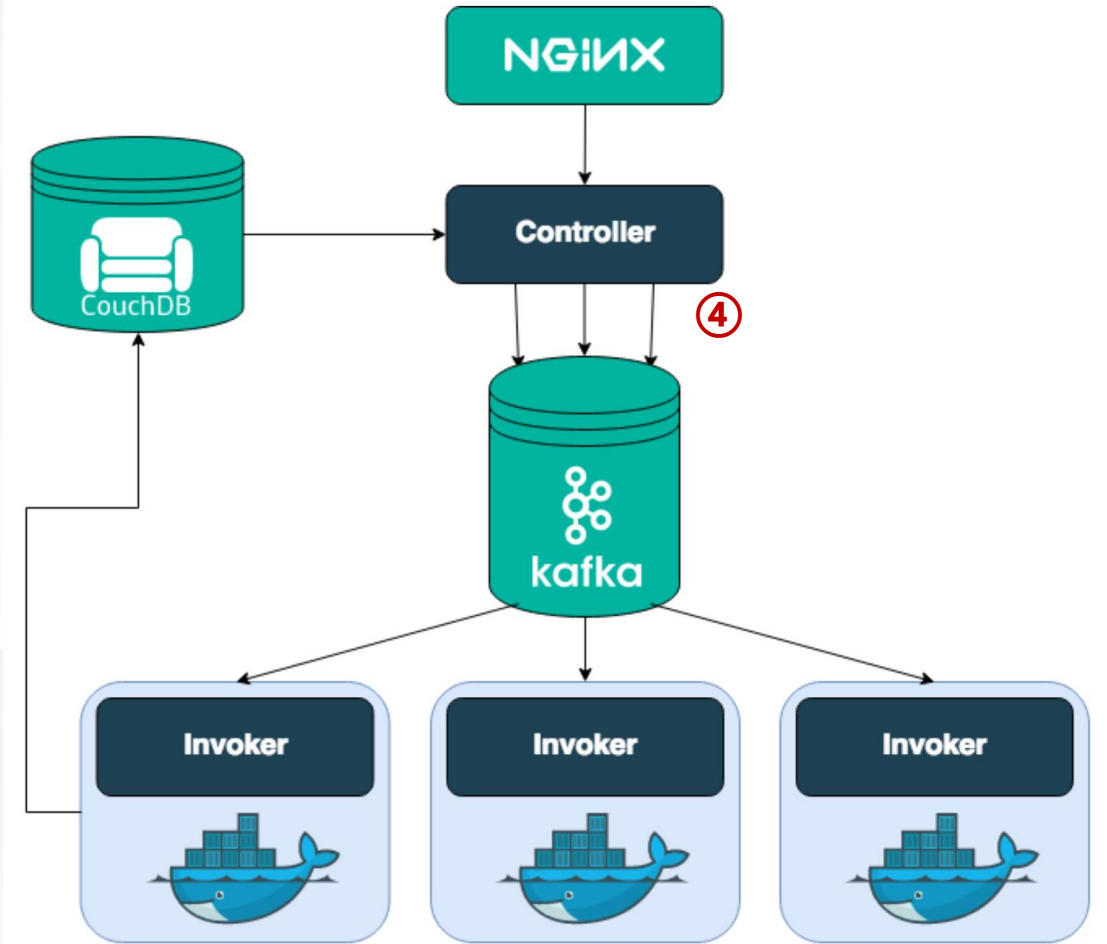 NGINX
Controller
CouchDB
④
kafka
Invoker
Invoker
Invoker